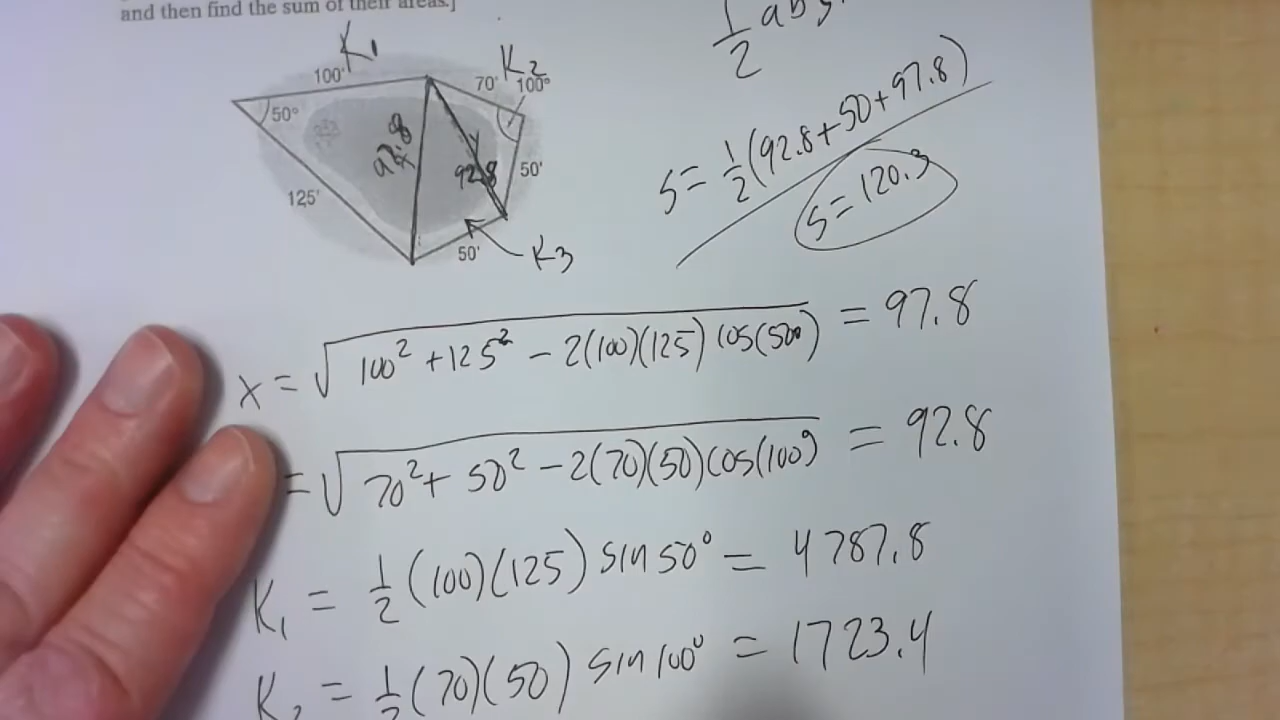 and then find the sum of their areas.]
K₁
K₂
100'
70'
100°
50°
97.8
x
y
92.8
50'
125'
50'
K₃
1/2 ab
S = 1/2(92.8+50+97.8)
S = 120.3
x = √(100² + 125² - 2(100)(125) cos(50°)) = 97.8
= √(70² + 50² - 2(70)(50) cos(100°)) = 92.8
K₁ = 1/2 (100)(125) sin 50° = 4787.8
K₂ = 1/2 (70)(50) sin 100° = 1723.4